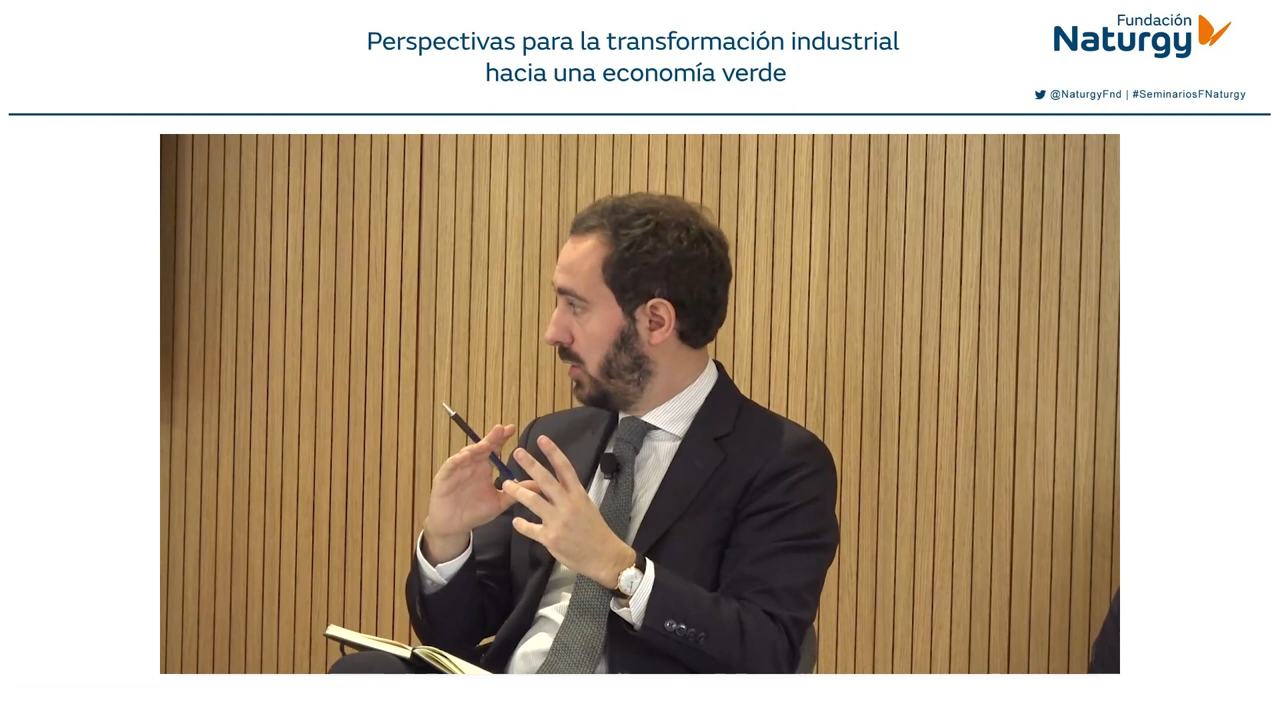 Perspectivas para la transformación industrial
hacia una economía verde
Fundación
Naturgy
@NaturgyFnd | #SeminariosFNaturgy